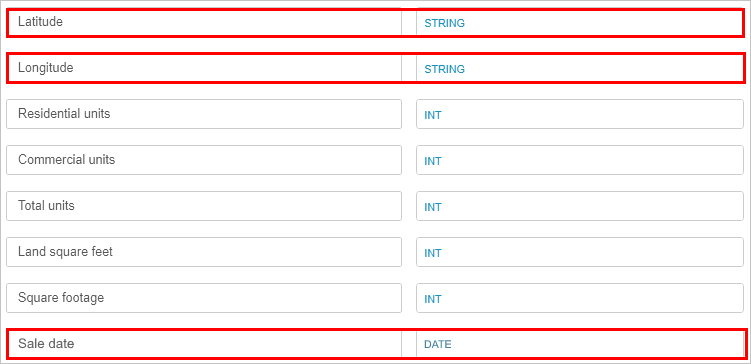 Latitude STRING
Longitude STRING
Residential units INT
Commercial units INT
Total units INT
Land square feet INT
Square footage INT
Sale date DATE